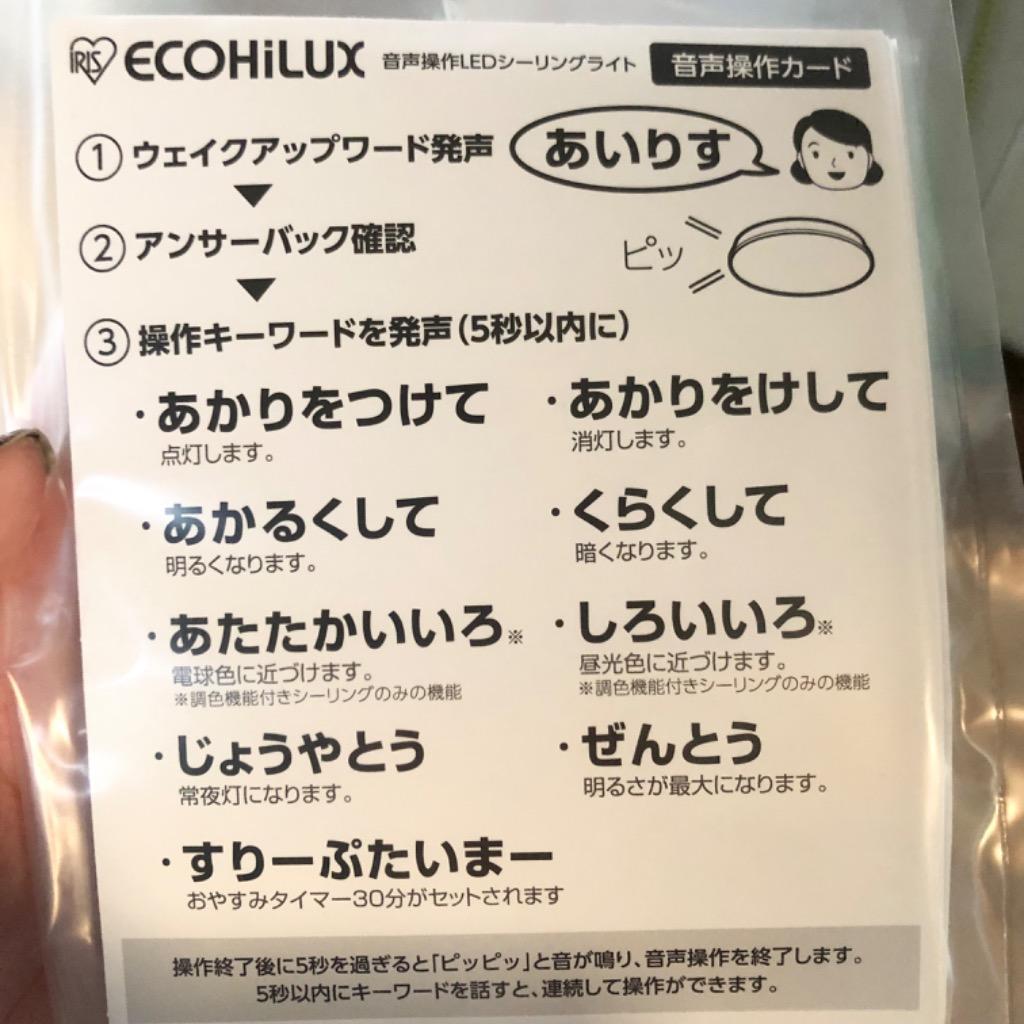 IRIS ECOHiLUX 音声操作LEDシーリングライト 音声操作カード
① ウェイクアップワード発声 あいりす
▼
② アンサーバック確認 ピッ
▼
③ 操作キーワードを発声(5秒以内に)
・あかりをつけて ・あかりをけして
点灯します。 消灯します。
・あかるくして ・くらくして
明るくなります。 暗くなります。
・あたたかいいろ※ ・しろいいろ※
電球色に近づけます。 昼光色に近づけます。
※調色機能付きシーリングのみの機能 ※調色機能付きシーリングのみの機能
・じょうやとう ・ぜんとう
常夜灯になります。 明るさが最大になります。
・すりーぷたいまー
おやすみタイマー30分がセットされます
操作終了後に5秒を過ぎると「ピッピッ」と音が鳴り、音声操作を終了します。
5秒以内にキーワードを話すと、連続して操作ができます。